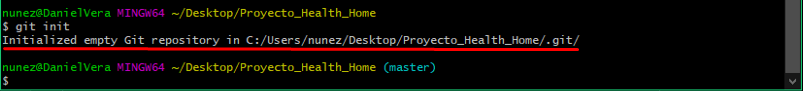 nunez@DanielVera MINGW64 ~/Desktop/Proyecto_Health_Home
$ git init
Initialized empty Git repository in C:/Users/nunez/Desktop/Proyecto_Health_Home/.git/
nunez@DanielVera MINGW64 ~/Desktop/Proyecto_Health_Home (master)
$